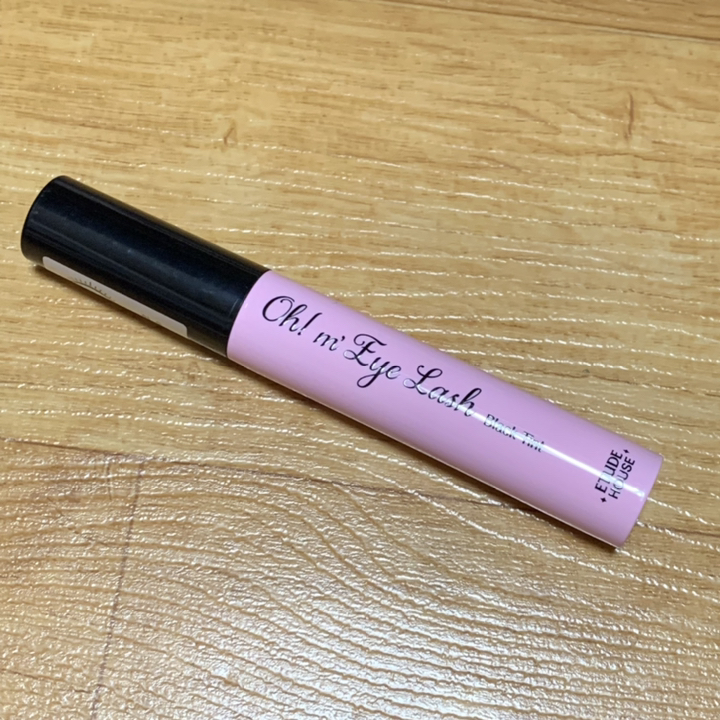 Oh! m' Eye Lash
Black Tint
ETUDE
HOUSE